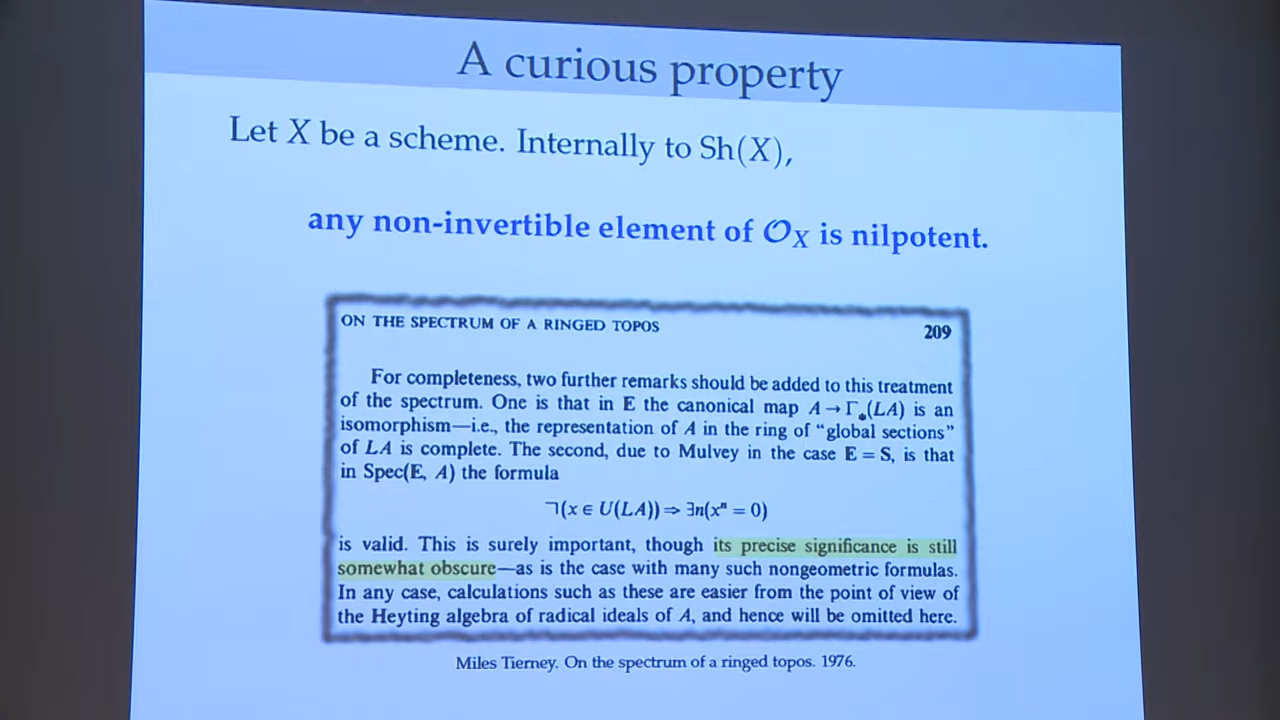 A curious property
Let X be a scheme. Internally to Sh(X),
any non-invertible element of 𝒪X is nilpotent.
ON THE SPECTRUM OF A RINGED TOPOS 209
For completeness, two further remarks should be added to this treatment
of the spectrum. One is that in E the canonical map A → Γ*(LA) is an
isomorphism—i.e., the representation of A in the ring of “global sections”
of LA is complete. The second, due to Mulvey in the case E = S, is that
in Spec(E, A) the formula
¬(x ∈ U(LA)) ⇒ ∃n(xⁿ = 0)
is valid. This is surely important, though its precise significance is still
somewhat obscure—as is the case with many such nongeometric formulas.
In any case, calculations such as these are easier from the point of view of
the Heyting algebra of radical ideals of A, and hence will be omitted here.
Miles Tierney. On the spectrum of a ringed topos. 1976.